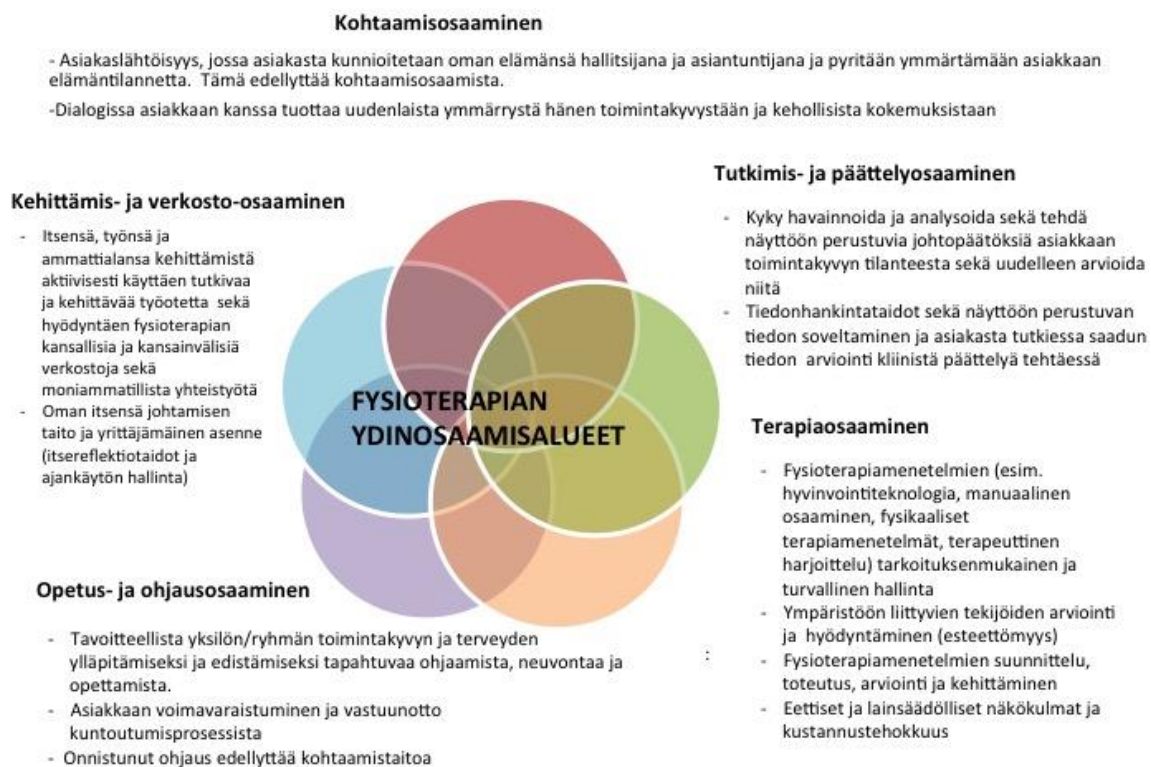 Kohtaamisosaaminen
- Asiakaslähtöisyys, jossa asiakasta kunnioitetaan oman elämänsä hallitsijana ja asiantuntijana ja pyritään ymmärtämään asiakkaan
elämäntilannetta. Tämä edellyttää kohtaamisosaamista.
-Dialogissa asiakkaan kanssa tuottaa uudenlaista ymmärrystä hänen toimintakyvystään ja kehollisista kokemuksistaan
Kehittämis- ja verkosto-osaaminen
- Itsensä, työnsä ja
ammattialansa kehittämistä
aktiivisesti käyttäen tutkivaa
ja kehittävää työotetta sekä
hyödyntäen fysioterapian
kansallisia ja kansainvälisiä
verkostoja sekä
moniammatillista yhteistyötä
- Oman itsensä johtamisen
taito ja yrittäjämäinen asenne
(itsereflektiotaidot ja
ajankäytön hallinta)
Tutkimis- ja päättelyosaaminen
- Kyky havainnoida ja analysoida sekä tehdä
näyttöön perustuvia johtopäätöksiä asiakkaan
toimintakyvyn tilanteesta sekä uudelleen arvioida
niitä
- Tiedonhankintataidot sekä näyttöön perustuvan
tiedon soveltaminen ja asiakasta tutkiessa saadun
tiedon arviointi kliinistä päättelyä tehtäessä
FYSIOTERAPIAN
YDINOSAAMISALUEET
Terapiaosaaminen
- Fysioterapiamenetelmien (esim.
hyvinvointiteknologia, manuaalinen
osaaminen, fysikaaliset
terapiamenetelmät, terapeuttinen
harjoittelu) tarkoituksenmukainen ja
turvallinen hallinta
- Ympäristöön liittyvien tekijöiden arviointi
ja hyödyntäminen (esteettömyys)
- Fysioterapiamenetelmien suunnittelu,
toteutus, arviointi ja kehittäminen
- Eettiset ja lainsäädölliset näkökulmat ja
kustannustehokkuus
Opetus- ja ohjausosaaminen
- Tavoitteellista yksilön/ryhmän toimintakyvyn ja terveyden
ylläpitämiseksi ja edistämiseksi tapahtuvaa ohjaamista, neuvontaa ja
opettamista.
- Asiakkaan voimavaraistuminen ja vastuunotto
kuntoutumisprosessista
- Onnistunut ohjaus edellyttää kohtaamistaitoa
: